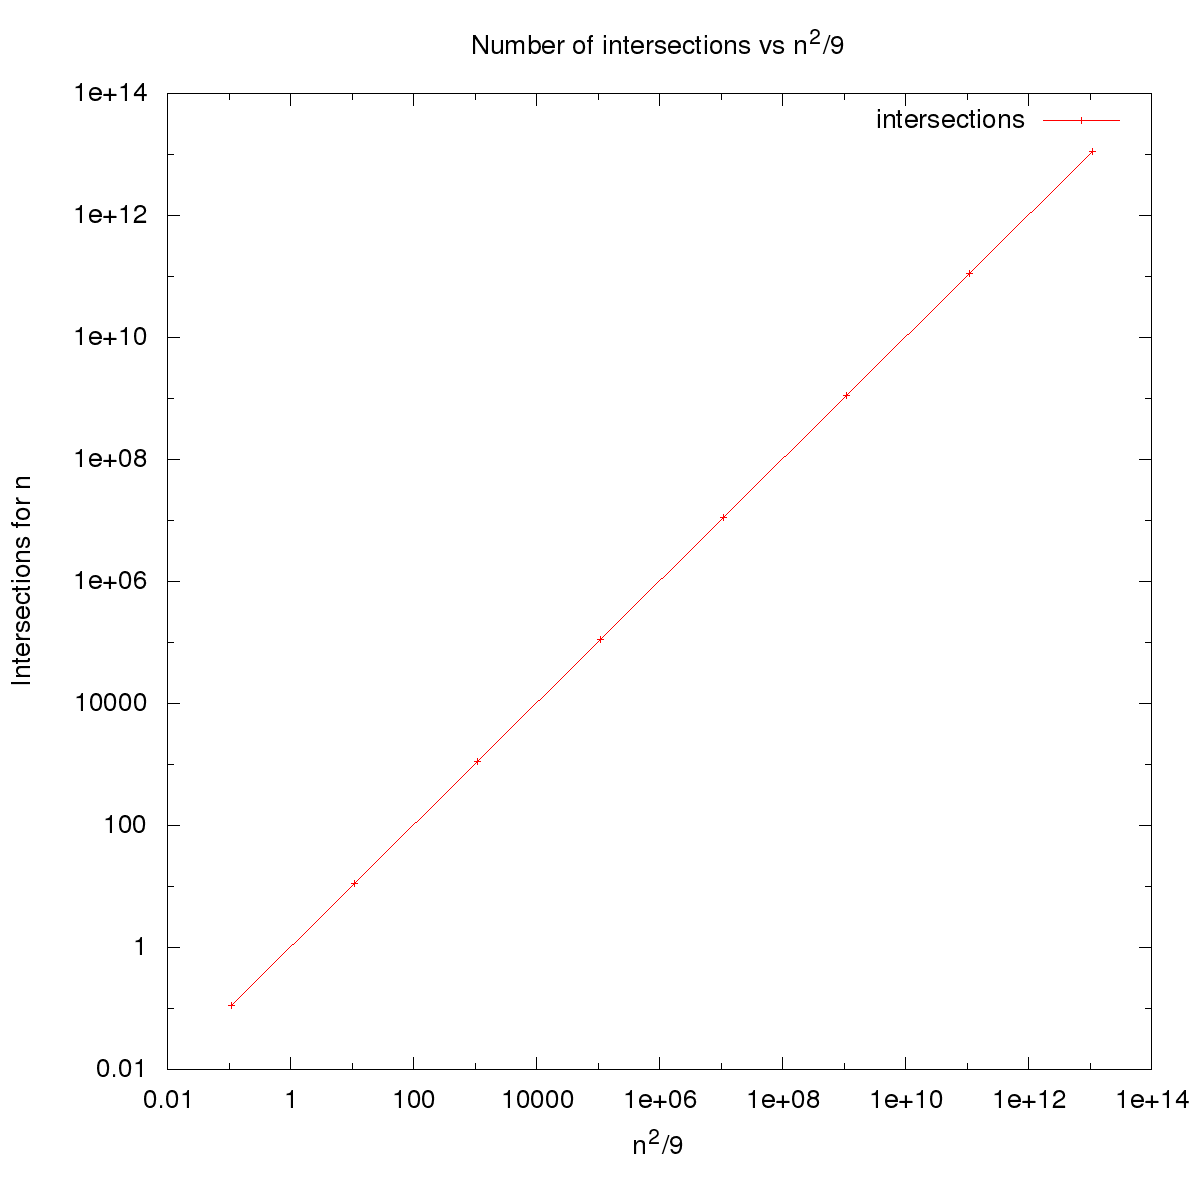 Number of intersections vs n²/9
intersections
1e+14
1e+12
1e+10
1e+08
1e+06
10000
100
1
0.01
Intersections for n
0.01 1 100 10000 1e+06 1e+08 1e+10 1e+12 1e+14
n²/9